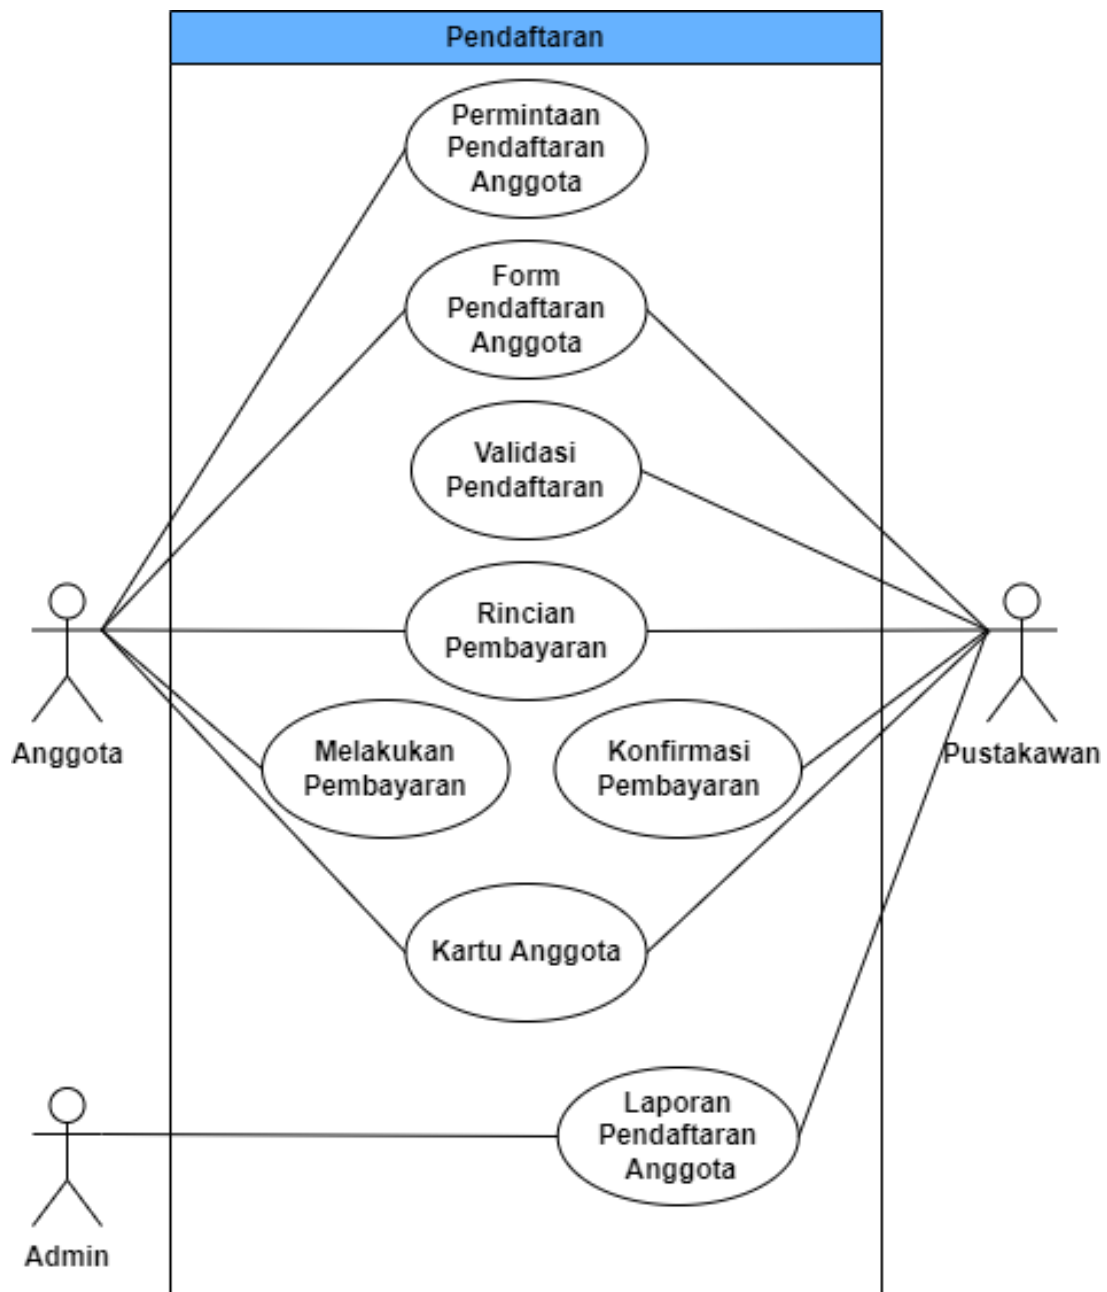 Pendaftaran
Permintaan
Pendaftaran
Anggota
Form
Pendaftaran
Anggota
Validasi
Pendaftaran
Rincian
Pembayaran
Anggota
Pustakawan
Melakukan
Pembayaran
Konfirmasi
Pembayaran
Kartu Anggota
Laporan
Pendaftaran
Anggota
Admin